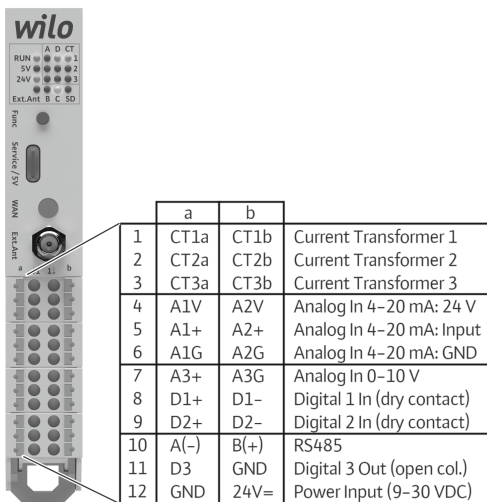 wilo
A D CT
RUN 1
5V 2
24V 3
Ext.Ant B C SD
Func
Service / 5V
WAN
Ext.Ant
a 1 1 b
a b
1 CT1a CT1b Current Transformer 1
2 CT2a CT2b Current Transformer 2
3 CT3a CT3b Current Transformer 3
4 A1V A2V Analog In 4–20 mA: 24 V
5 A1+ A2+ Analog In 4–20 mA: Input
6 A1G A2G Analog In 4–20 mA: GND
7 A3+ A3G Analog In 0–10 V
8 D1+ D1– Digital 1 In (dry contact)
9 D2+ D2– Digital 2 In (dry contact)
10 A(–) B(+) RS485
11 D3 GND Digital 3 Out (open col.)
12 GND 24V= Power Input (9–30 VDC)